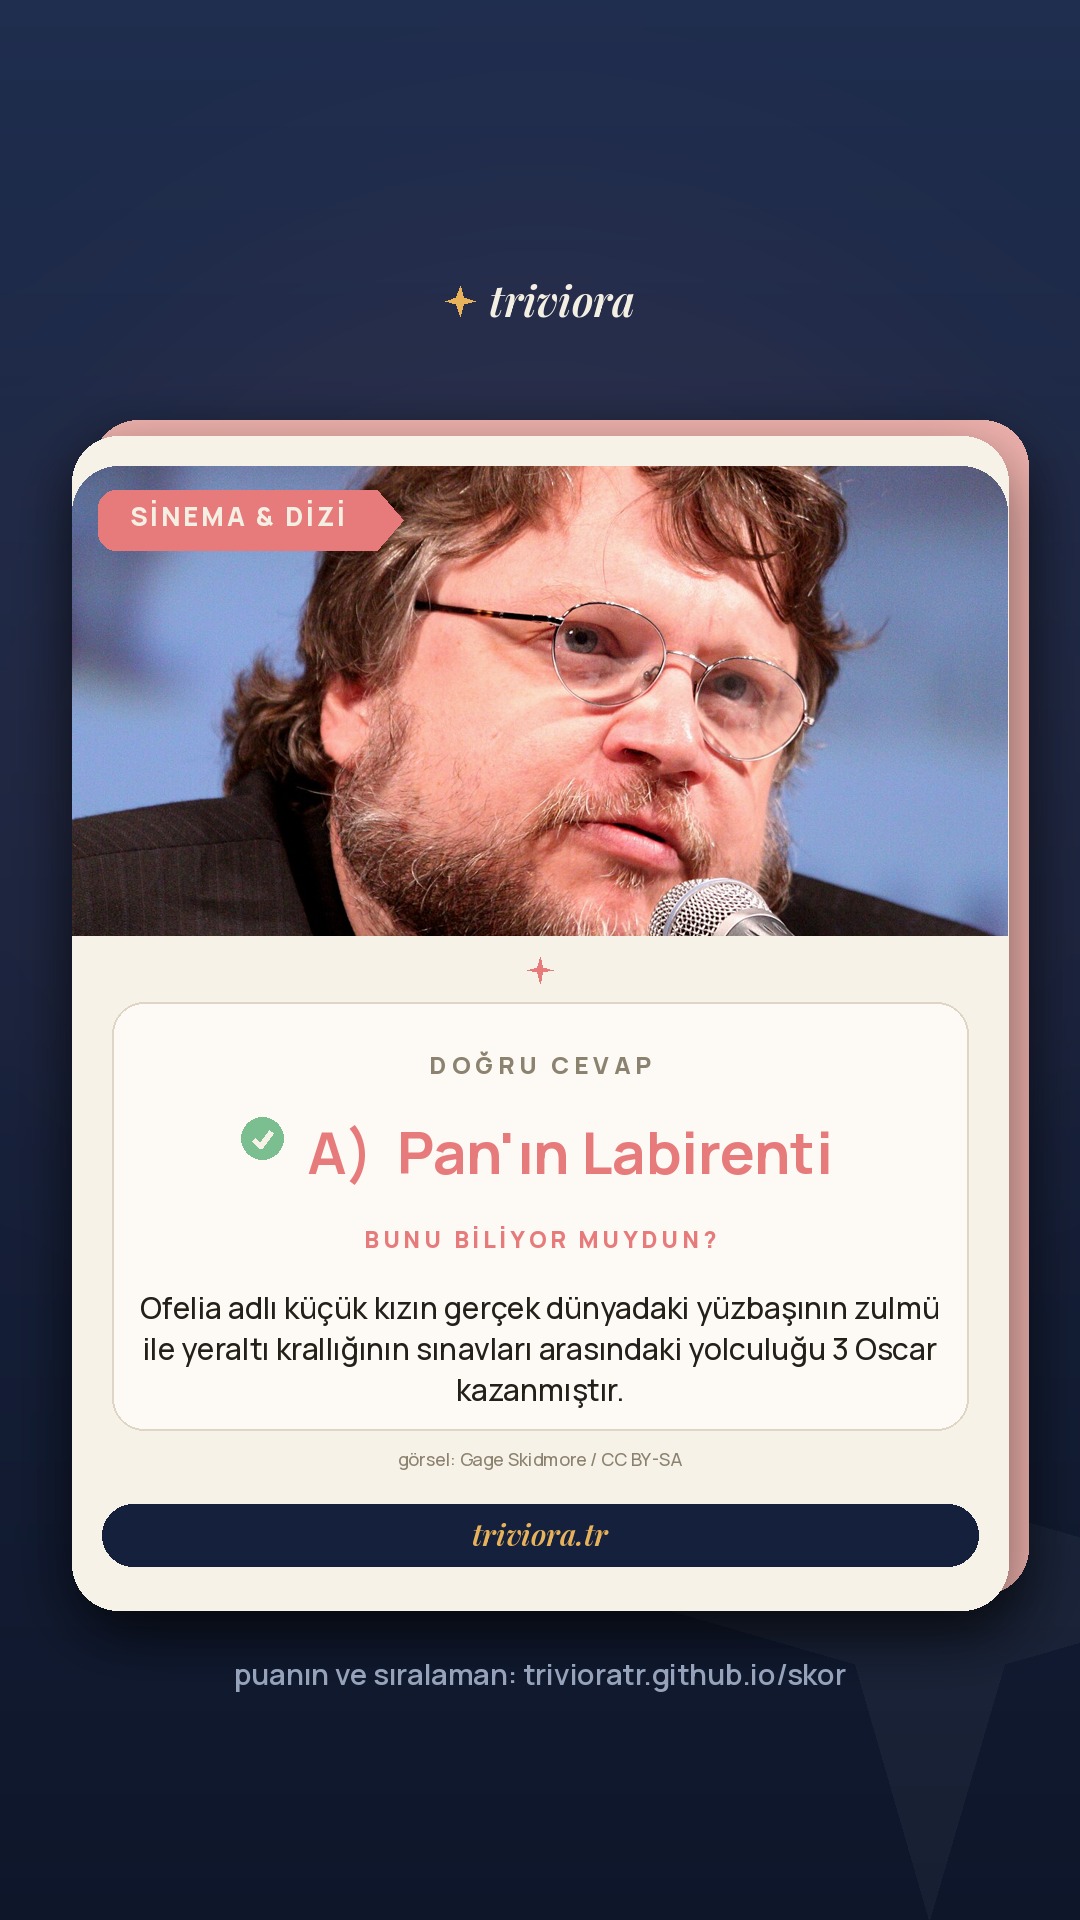 triviora
SİNEMA & DİZİ
DOĞRU CEVAP
A) Pan'ın Labirenti
BUNU BİLİYOR MUYDUN?
Ofelia adlı küçük kızın gerçek dünyadaki yüzbaşının zulmü
ile yeraltı krallığının sınavları arasındaki yolculuğu 3 Oscar
kazanmıştır.
görsel: Gage Skidmore / CC BY-SA
triviora.tr
puanın ve sıralaman: trivioratr.github.io/skor